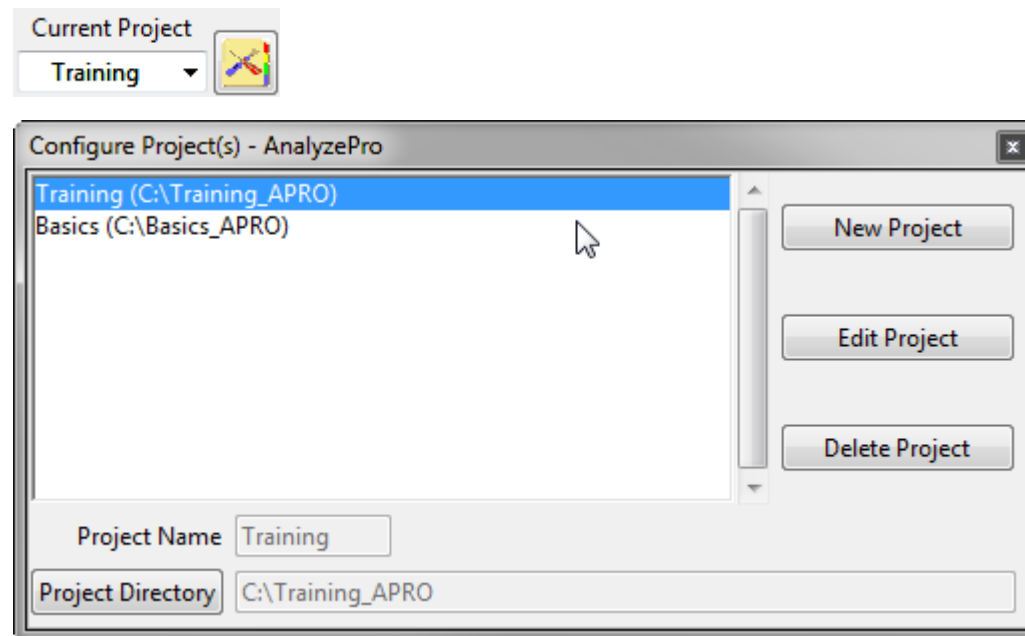 Current Project
Training
Configure Project(s) - AnalyzePro
Training (C:\Training_APRO)
Basics (C:\Basics_APRO)
New Project
Edit Project
Delete Project
Project Name Training
Project Directory C:\Training_APRO